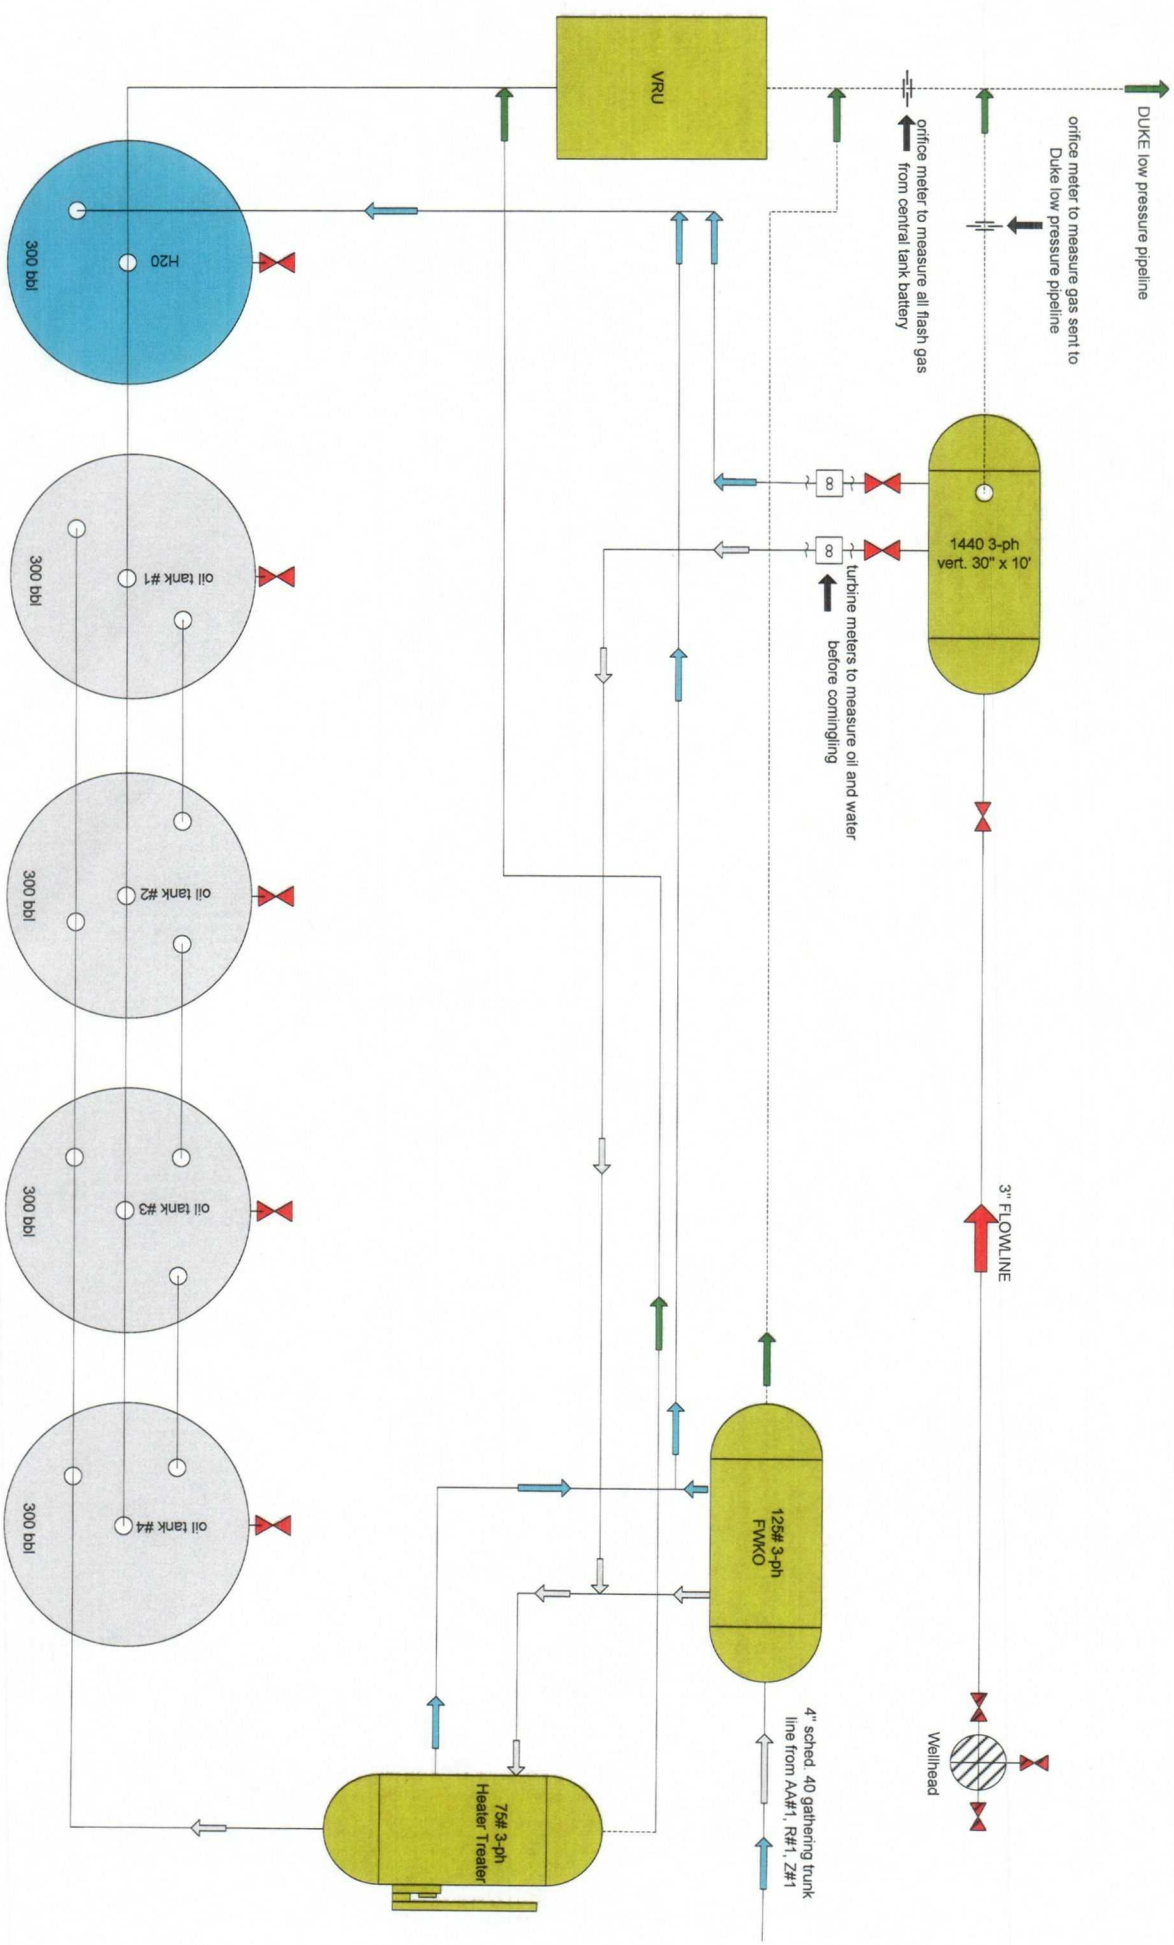 DUKE low pressure pipeline
orifice meter to measure gas sent to
Duke low pressure pipeline
orifice meter to measure all flash gas
from central tank battery
VRU
1440 3-ph
vert. 30" x 10'
8
8
turbine meters to measure oil and water
before comingling
3" FLOWLINE
Wellhead
125# 3-ph
FWKO
4" sched. 40 gathering trunk
line from AA#1, R#1, Z#1
75# 3-ph
Heater Treater
H20
300 bbl
oil tank #1
300 bbl
oil tank #2
300 bbl
oil tank #3
300 bbl
oil tank #4
300 bbl